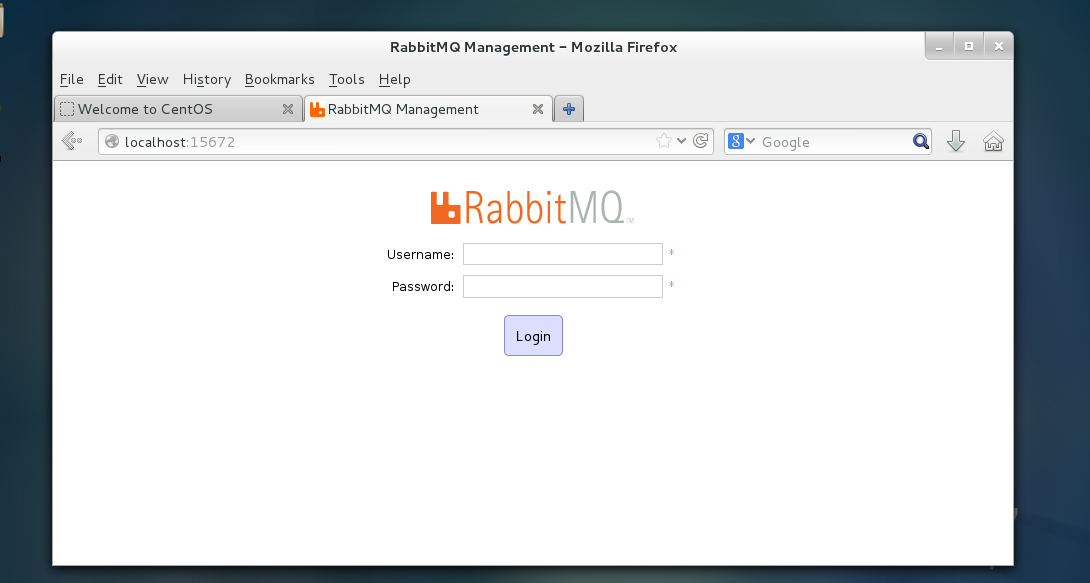 RabbitMQ Management - Mozilla Firefox
File Edit View History Bookmarks Tools Help
Welcome to CentOS RabbitMQ Management
localhost:15672 8 Google
RabbitMQ™
Username: *
Password: *
Login